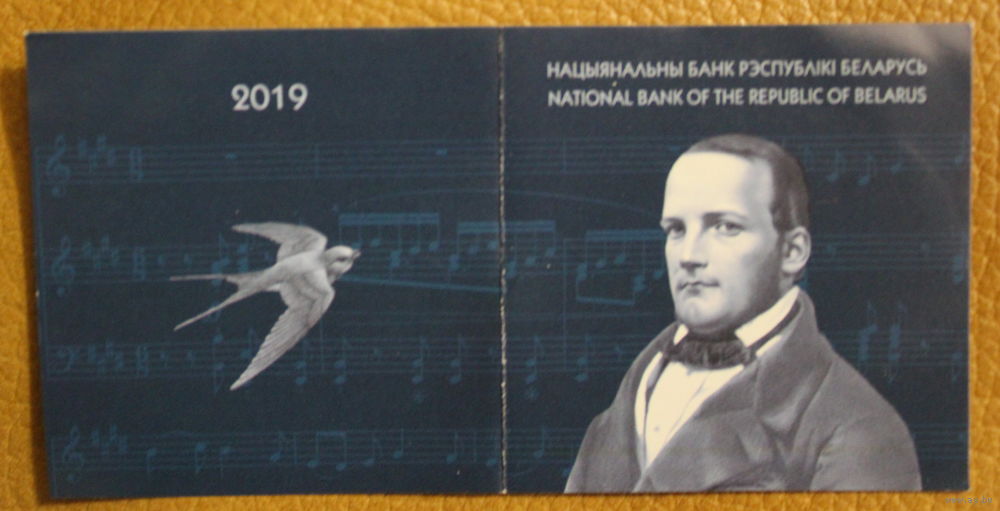 2019
НАЦЫЯНАЛЬНЫ БАНК РЭСПУБЛІКІ БЕЛАРУСЬ
NATIONAL BANK OF THE REPUBLIC OF BELARUS